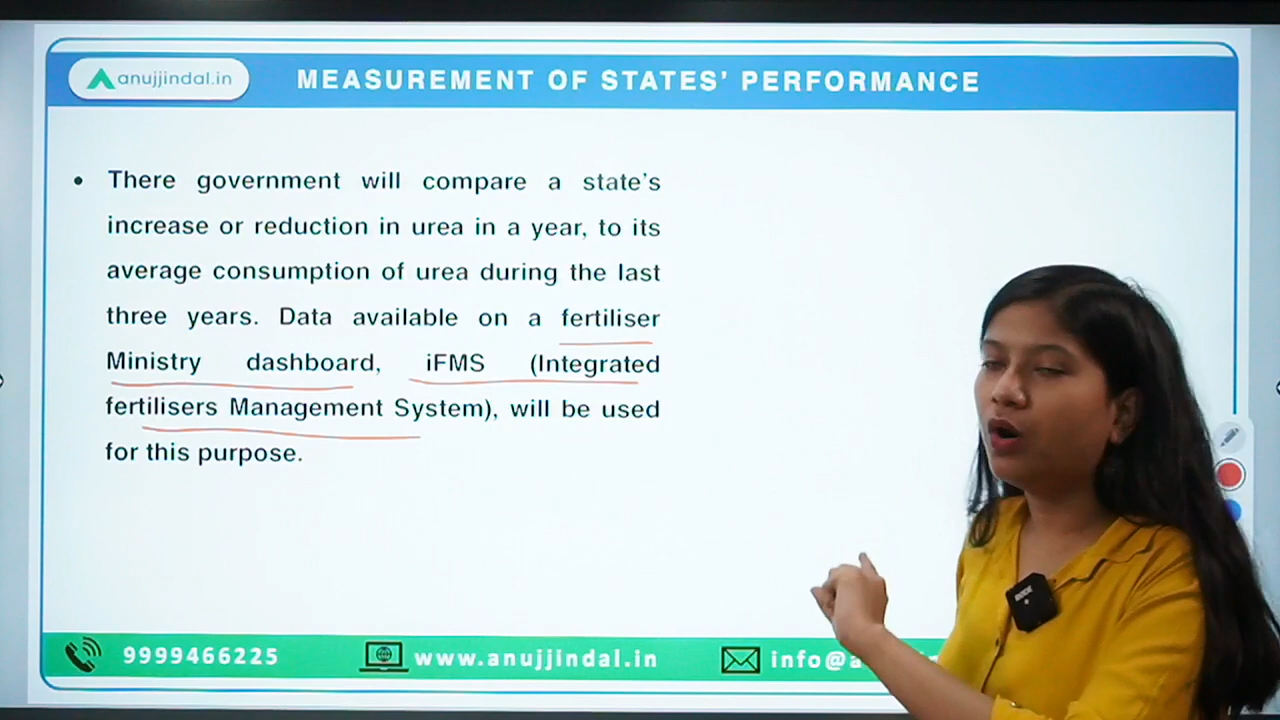 anujjindal.in
MEASUREMENT OF STATES' PERFORMANCE
• There government will compare a state's
increase or reduction in urea in a year, to its
average consumption of urea during the last
three years. Data available on a fertiliser
Ministry dashboard, iFMS (Integrated
fertilisers Management System), will be used
for this purpose.
9999466225
www.anujjindal.in
info@a